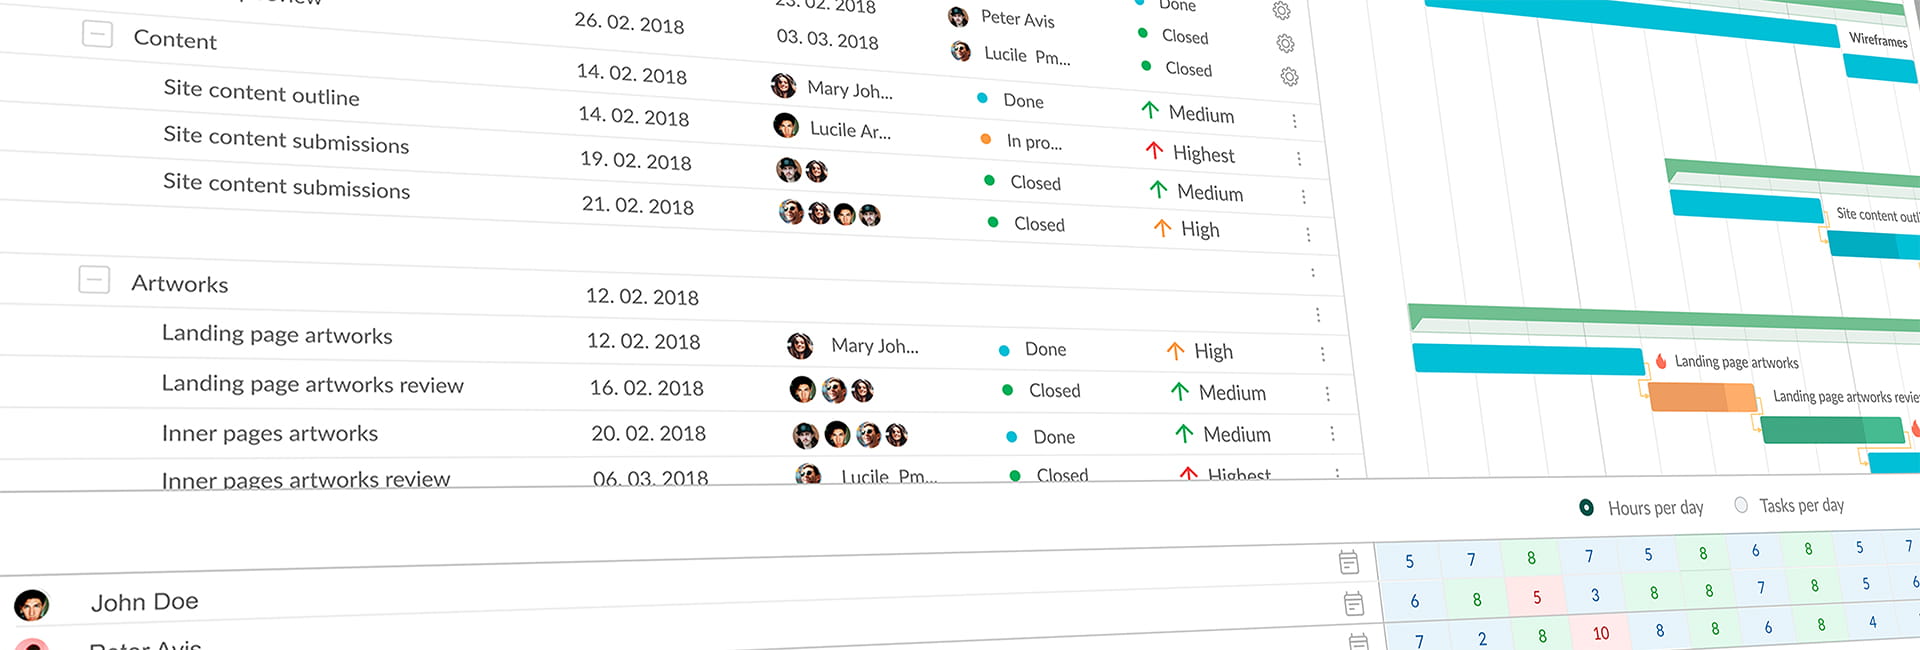 23. 02. 2018 Done
26. 02. 2018 Peter Avis Closed
Content 03. 03. 2018 Lucile Pm... Closed
14. 02. 2018
Site content outline 14. 02. 2018 Mary Joh... Done Medium
Site content submissions 19. 02. 2018 Lucile Ar... In pro... Highest
Site content submissions 21. 02. 2018 Closed Medium
Closed High
Artworks 12. 02. 2018
Landing page artworks 12. 02. 2018 Mary Joh... Done High
Landing page artworks review 16. 02. 2018 Closed Medium
Inner pages artworks 20. 02. 2018 Done Medium
Inner pages artworks review 06. 03. 2018 Lucile Pm... Closed Highest
Wireframes
Site content outli
Landing page artworks
Landing page artworks revie
Hours per day Tasks per day
John Doe 5 7 8 7 5 8 6 8 5 7
Peter Avis 6 8 5 3 8 8 7 8 5 6
7 2 8 10 8 8 6 8 4